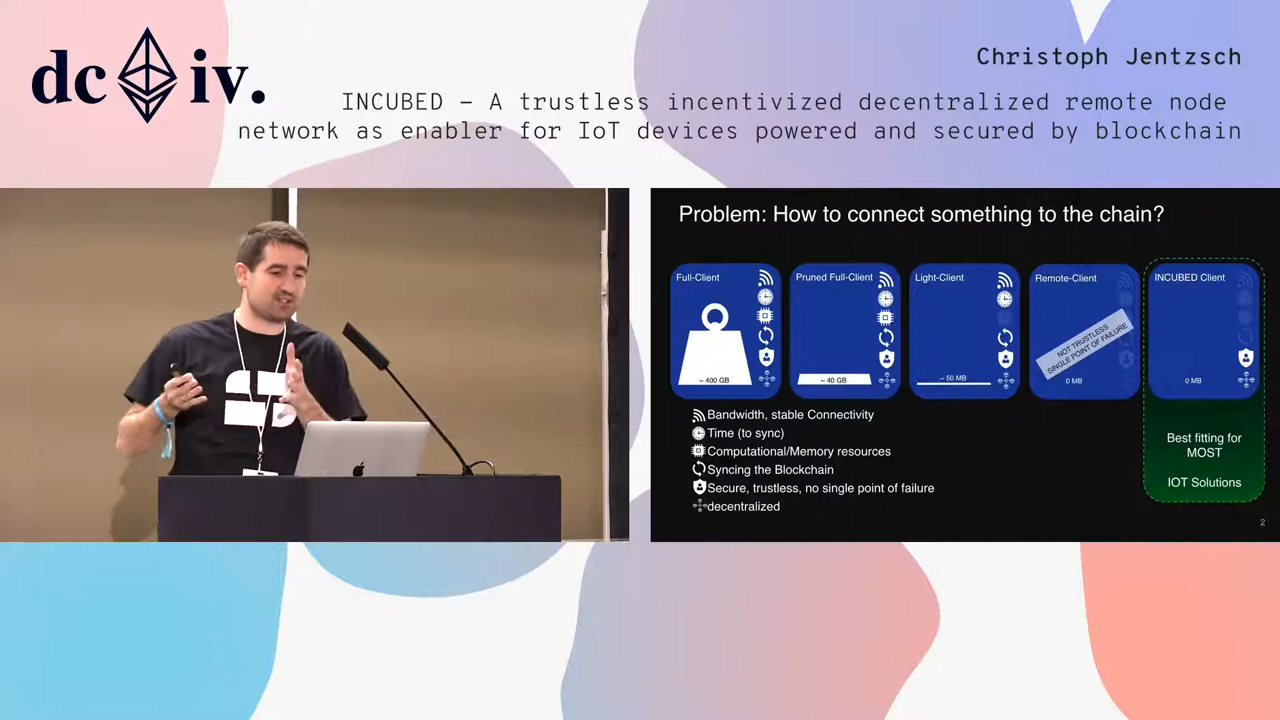 dc iv.
Christoph Jentzsch
INCUBED – A trustless incentivized decentralized remote node
network as enabler for IoT devices powered and secured by blockchain
Problem: How to connect something to the chain?
Full-Client
~ 400 GB
Pruned Full-Client
~ 40 GB
Light-Client
~ 50 MB
Remote-Client
NOT TRUSTLESS
SINGLE POINT OF FAILURE
0 MB
INCUBED Client
0 MB
Best fitting for
MOST
IOT Solutions
Bandwidth, stable Connectivity
Time (to sync)
Computational/Memory resources
Syncing the Blockchain
Secure, trustless, no single point of failure
decentralized
2